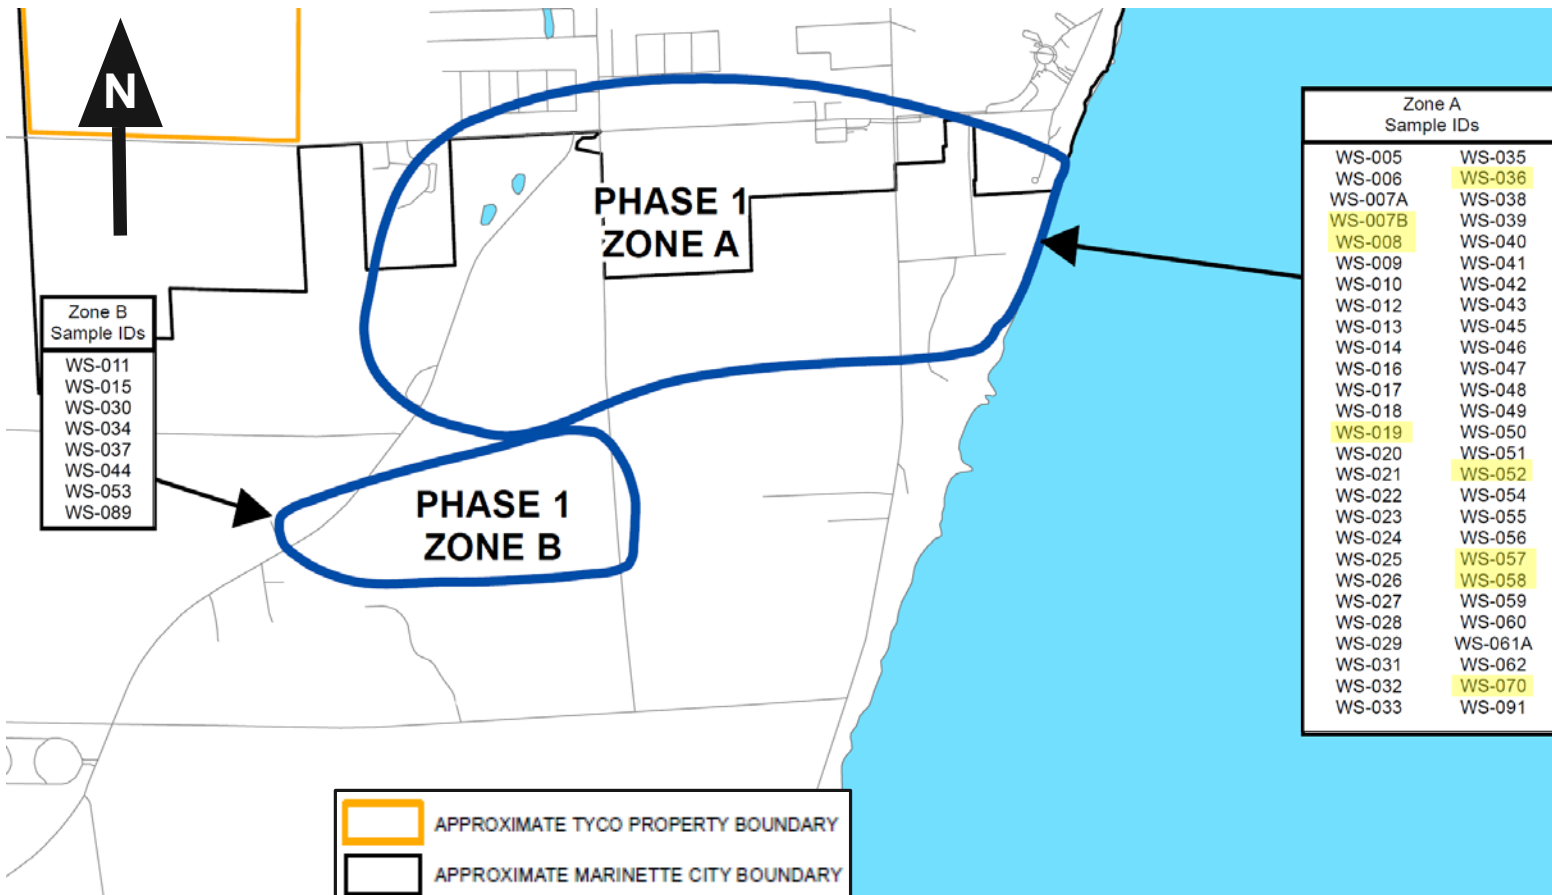 N
PHASE 1
ZONE A
Zone A
Sample IDs
WS-005 WS-035
WS-006 WS-036
WS-007A WS-038
WS-007B WS-039
WS-008 WS-040
WS-009 WS-041
WS-010 WS-042
WS-012 WS-043
WS-013 WS-045
WS-014 WS-046
WS-016 WS-047
WS-017 WS-048
WS-018 WS-049
WS-019 WS-050
WS-020 WS-051
WS-021 WS-052
WS-022 WS-054
WS-023 WS-055
WS-024 WS-056
WS-025 WS-057
WS-026 WS-058
WS-027 WS-059
WS-028 WS-060
WS-029 WS-061A
WS-031 WS-062
WS-032 WS-070
WS-033 WS-091
Zone B
Sample IDs
WS-011
WS-015
WS-030
WS-034
WS-037
WS-044
WS-053
WS-089
PHASE 1
ZONE B
APPROXIMATE TYCO PROPERTY BOUNDARY
APPROXIMATE MARINETTE CITY BOUNDARY